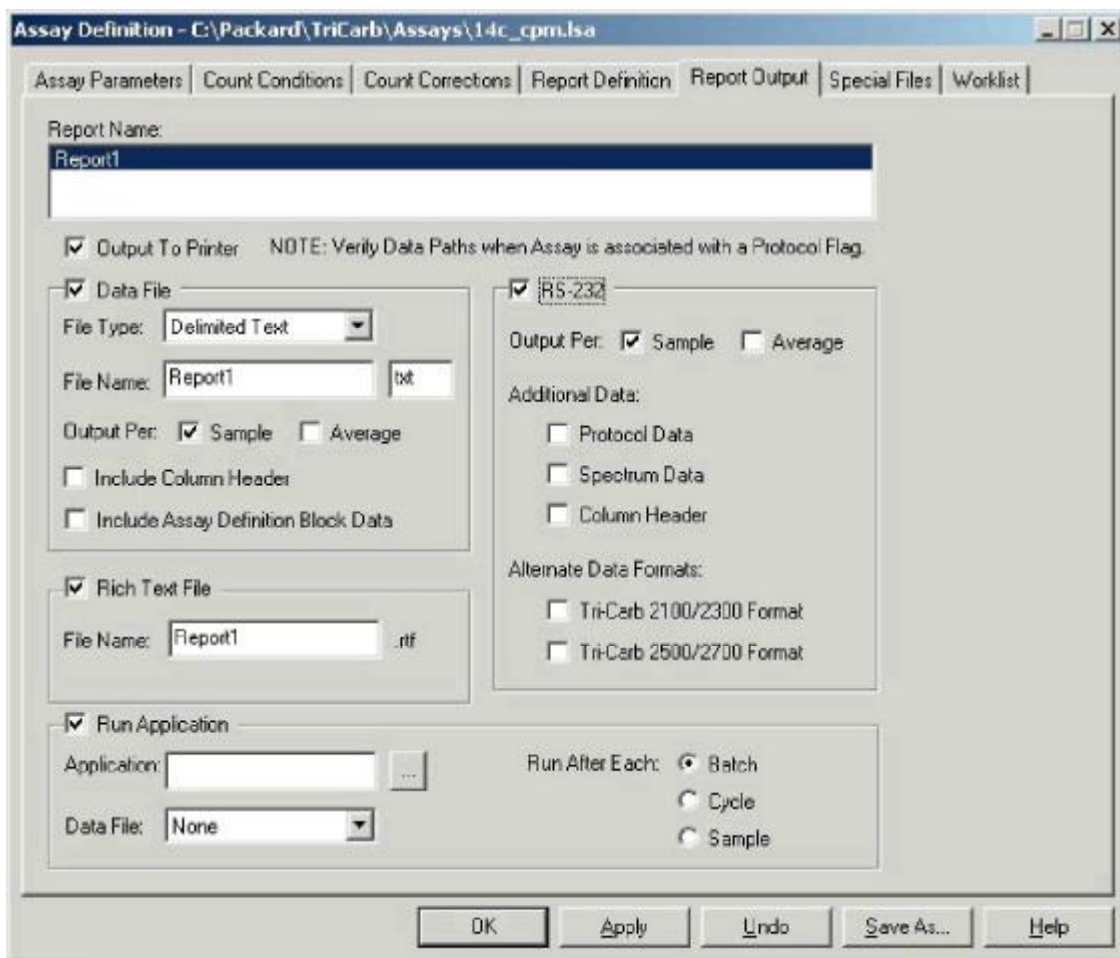 Assay Definition - C:\Packard\TriCarb\Assays\14c_cpm.lsa
Assay Parameters Count Conditions Count Corrections Report Definition Report Output Special Files Worklist
Report Name:
Report1
Output To Printer NOTE: Verify Data Paths when Assay is associated with a Protocol Flag.
Data File
File Type: Delimited Text
File Name: Report1 txt
Output Per: Sample Average
Include Column Header
Include Assay Definition Block Data
RS-232
Output Per: Sample Average
Additional Data:
Protocol Data
Spectrum Data
Column Header
Alternate Data Formats:
Tri-Carb 2100/2300 Format
Tri-Carb 2500/2700 Format
Rich Text File
File Name: Report1 .rtf
Run Application
Application: ...
Data File: None
Run After Each: Batch
Cycle
Sample
OK Apply Undo Save As... Help